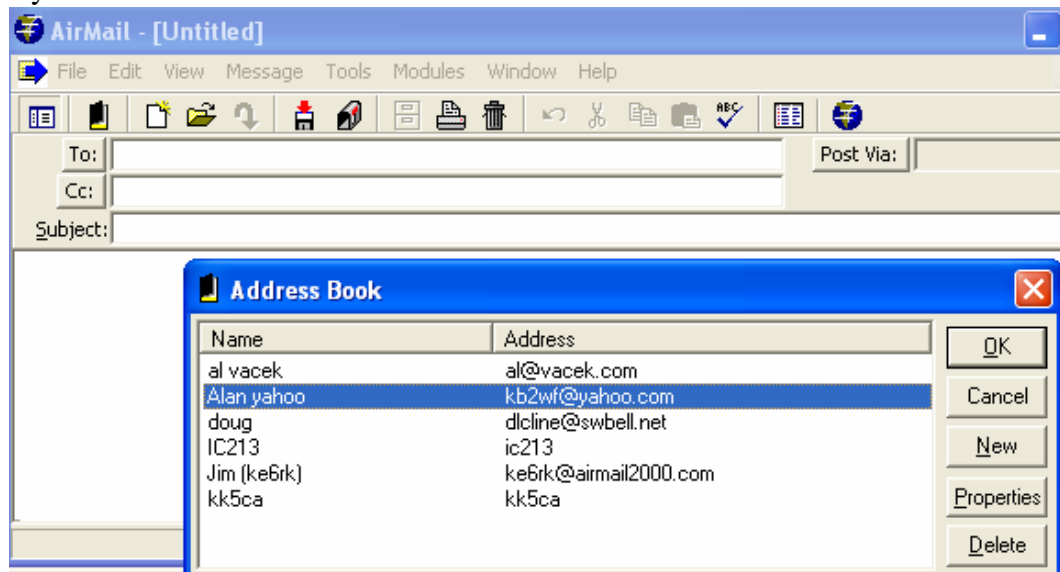 AirMail - [Untitled]
File Edit View Message Tools Modules Window Help
ABC
To:
Post Via:
Cc:
Subject:
Address Book
Name Address
OK
al vacek al@vacek.com
Alan yahoo kb2wf@yahoo.com
Cancel
doug dlcline@swbell.net
IC213 ic213
New
Jim (ke6rk) ke6rk@airmail2000.com
kk5ca kk5ca
Properties
Delete